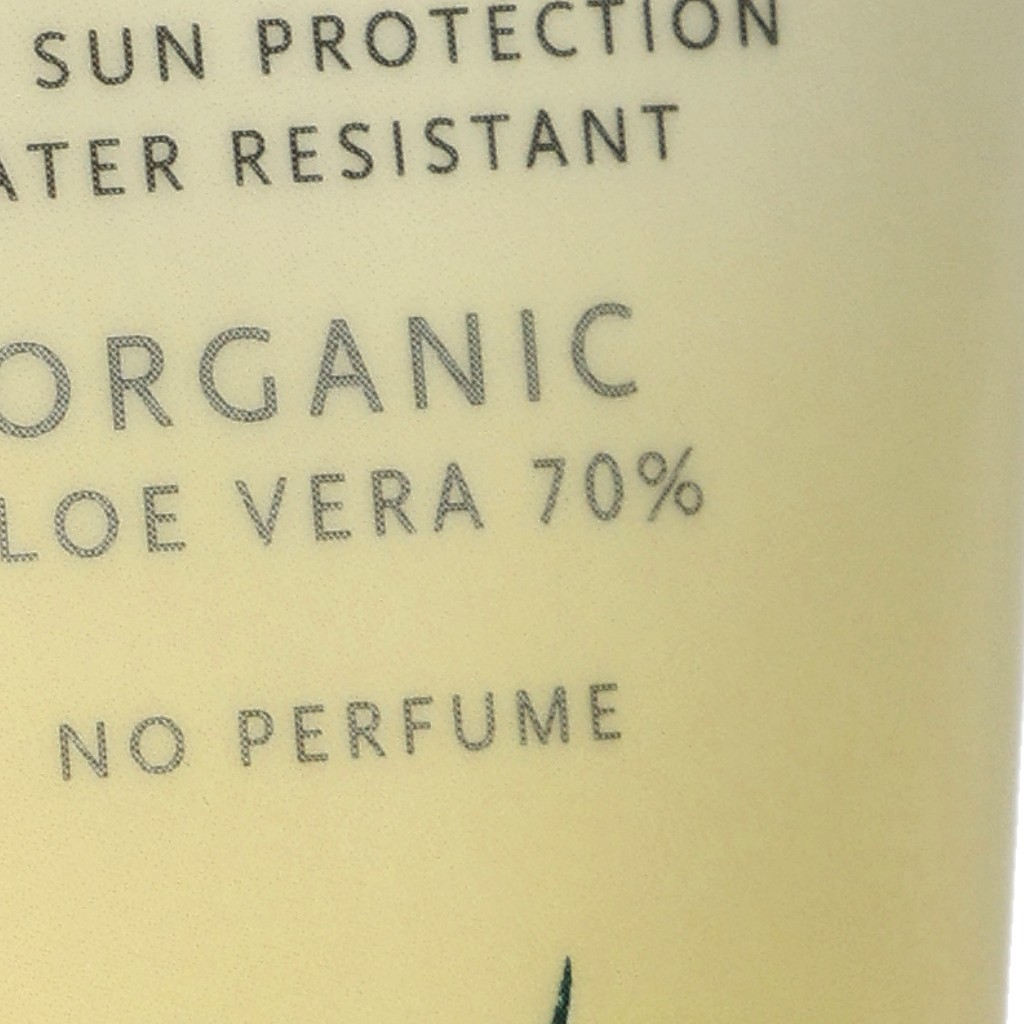 SUN PROTECTION
ATER RESISTANT
ORGANIC
LOE VERA 70%
NO PERFUME